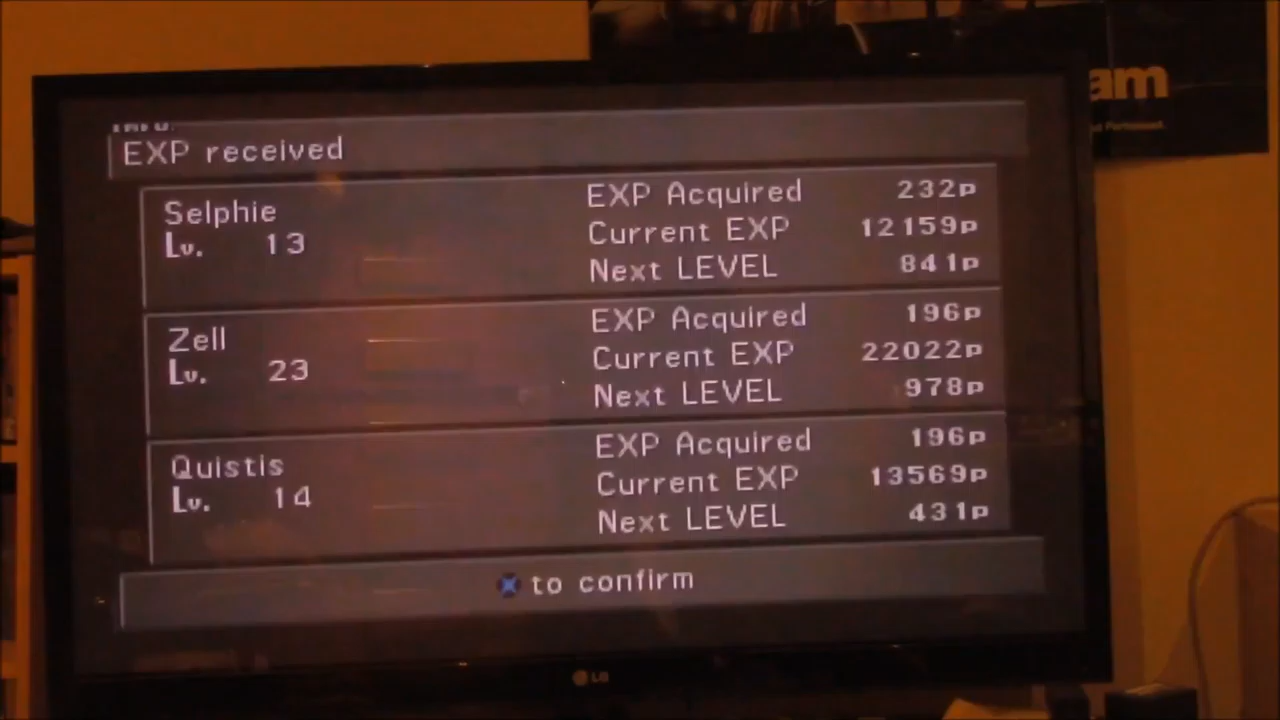 INFO.
EXP received
Selphie
Lv. 13
EXP Acquired 232p
Current EXP 12159p
Next LEVEL 841p
Zell
Lv. 23
EXP Acquired 196p
Current EXP 22022p
Next LEVEL 978p
Quistis
Lv. 14
EXP Acquired 196p
Current EXP 13569p
Next LEVEL 431p
to confirm
LG
am